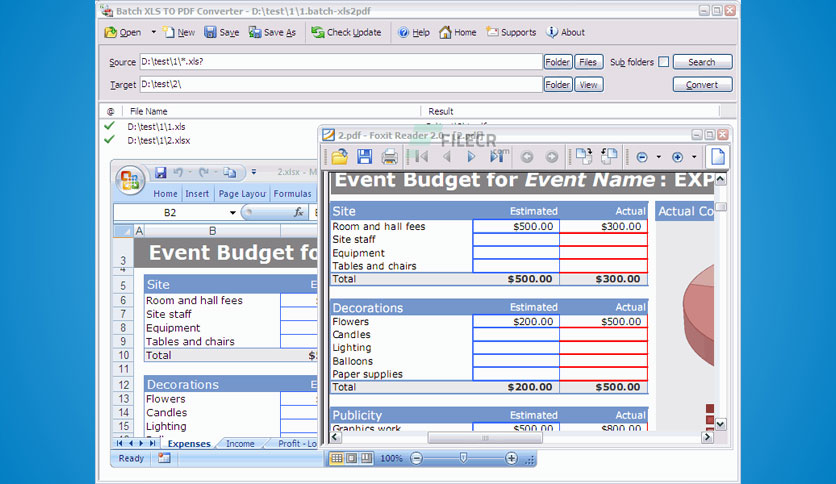 Batch XLS TO PDF Converter - D:\test\1\1.batch-xls2pdf
Open New Save Save As Check Update Help Home Supports About
Source D:\test\1\*.xls? Folder Files Sub folders Search
Target D:\test\2\ Folder View Convert
@ File Name Result
D:\test\1\1.xls
D:\test\1\2.xlsx
2.pdf - Foxit Reader 2.0 - [2.pdf]
FILECR
.com
2.xlsx - M
Home Insert Page Layou Formulas
B2 fx
A B
3 Event Budget fo
4
5 Site
6 Room and hall fees
7 Site staff
8 Equipment
9 Tables and chairs
10 Total
11
12 Decorations
13 Flowers
14 Candles
15 Lighting
Expenses Income Profit - Lo
Ready
100%
Event Budget for Event Name : EXP
Site Estimated Actual
Room and hall fees $500.00 $300.00
Site staff
Equipment
Tables and chairs
Total $500.00 $300.00
Actual Co
Decorations Estimated Actual
Flowers $200.00 $500.00
Candles
Lighting
Balloons
Paper supplies
Total $200.00 $500.00
Publicity Estimated Actual
Graphics work $500.00 $800.00